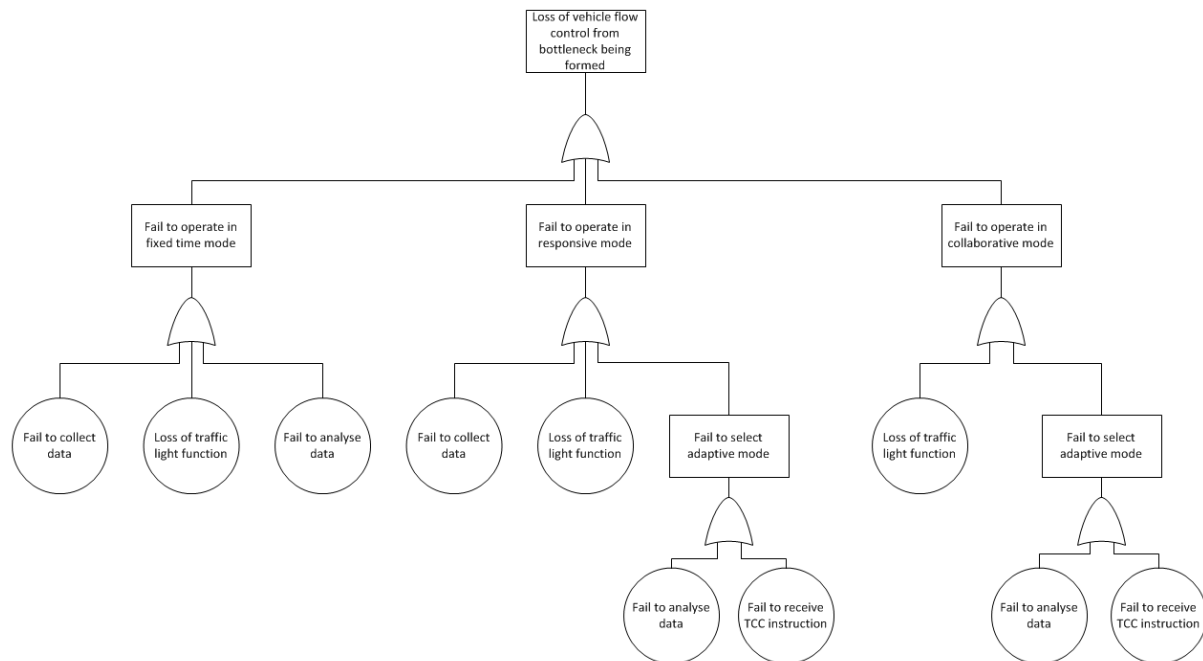 Loss of vehicle flow
control from
bottleneck being
formed
Fail to operate in
fixed time mode
Fail to operate in
responsive mode
Fail to operate in
collaborative mode
Fail to collect
data
Loss of traffic
light function
Fail to analyse
data
Fail to collect
data
Loss of traffic
light function
Fail to select
adaptive mode
Loss of traffic
light function
Fail to select
adaptive mode
Fail to analyse
data
Fail to receive
TCC instruction
Fail to analyse
data
Fail to receive
TCC instruction